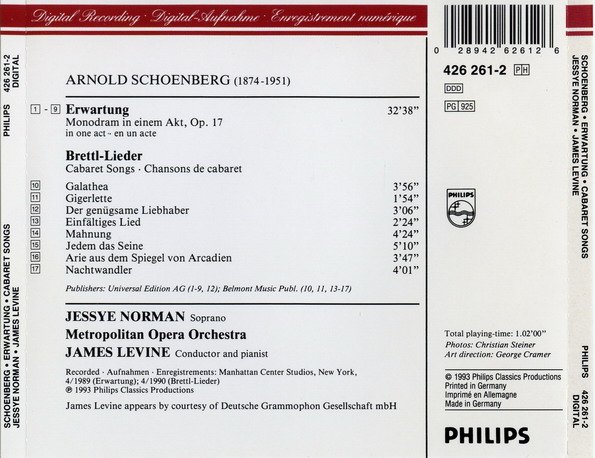 Digital Recording · Digital-Aufnahme · Enregistrement numérique
ARNOLD SCHOENBERG (1874-1951)
1 - 9 Erwartung 32'38"
Monodram in einem Akt, Op. 17
in one act - en un acte
Brettl-Lieder
Cabaret Songs · Chansons de cabaret
10 Galathea 3'56"
11 Gigerlette 1'54"
12 Der genügsame Liebhaber 3'06"
13 Einfältiges Lied 2'24"
14 Mahnung 4'24"
15 Jedem das Seine 5'10"
16 Arie aus dem Spiegel von Arcadien 3'47"
17 Nachtwandler 4'01"
Publishers: Universal Edition AG (1-9, 12); Belmont Music Publ. (10, 11, 13-17)
JESSYE NORMAN Soprano
Metropolitan Opera Orchestra
JAMES LEVINE Conductor and pianist
Recorded · Aufnahmen · Enregistrements: Manhattan Center Studios, New York,
4/1989 (Erwartung); 4/1990 (Brettl-Lieder)
℗ 1993 Philips Classics Productions
James Levine appears by courtesy of Deutsche Grammophon Gesellschaft mbH
0 28942 62612 6
426 261-2 PH
DDD
PG 925
PHILIPS
Total playing-time: 1.02'00"
Photos: Christian Steiner
Art director: George Cramer
© 1993 Philips Classics Productions
Printed in Germany
Imprimé en Allemagne
Made in Germany
PHILIPS
SCHOENBERG • ERWARTUNG • CABARET SONGS
JESSYE NORMAN • JAMES LEVINE
PHILIPS
426 261-2
DIGITAL
SCHOENBERG • ERWARTUNG • CABARET SONGS
JESSYE NORMAN • JAMES LEVINE
PHILIPS
426 261-2
DIGITAL